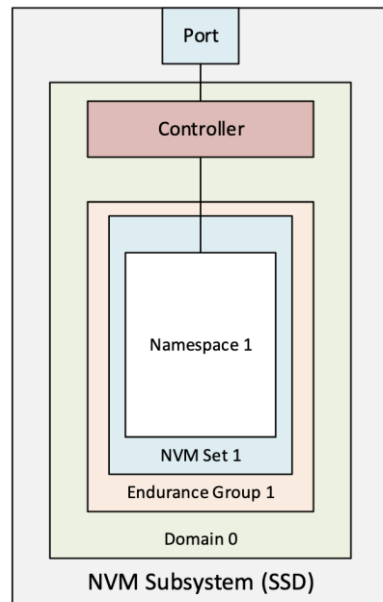 Port
Controller
Namespace 1
NVM Set 1
Endurance Group 1
Domain 0
NVM Subsystem (SSD)